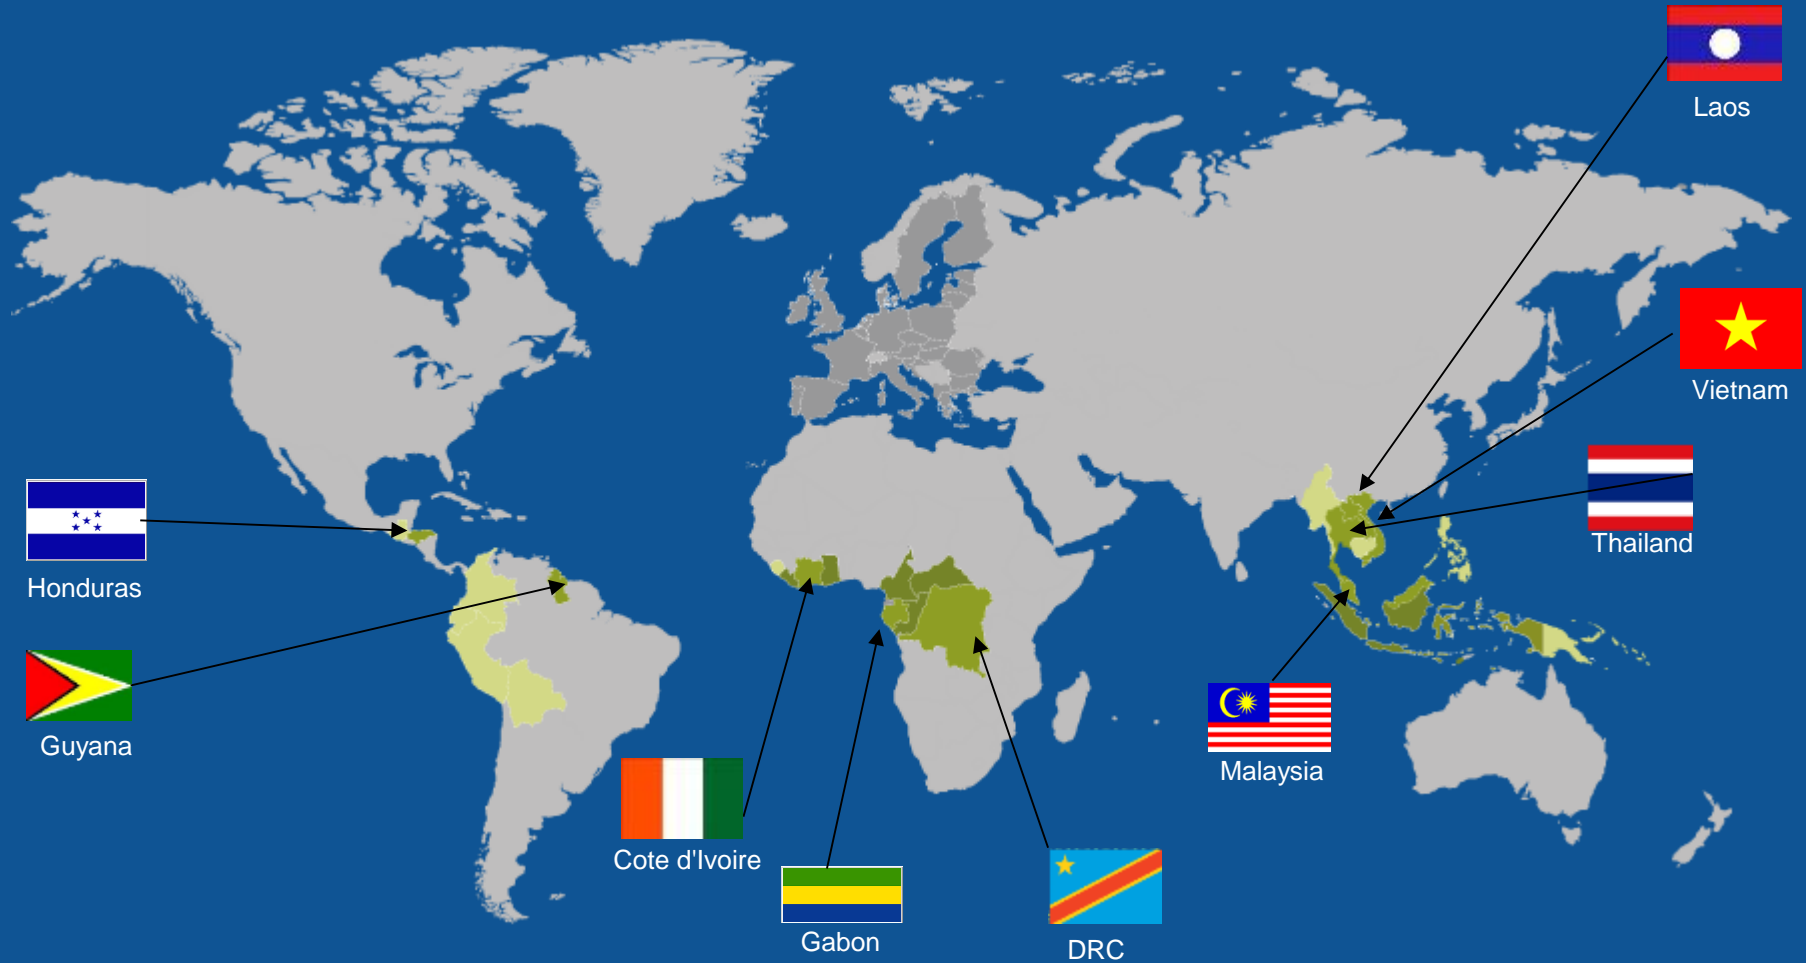 Laos
Vietnam
Thailand
Honduras
Guyana
Malaysia
Cote d'Ivoire
Gabon
DRC